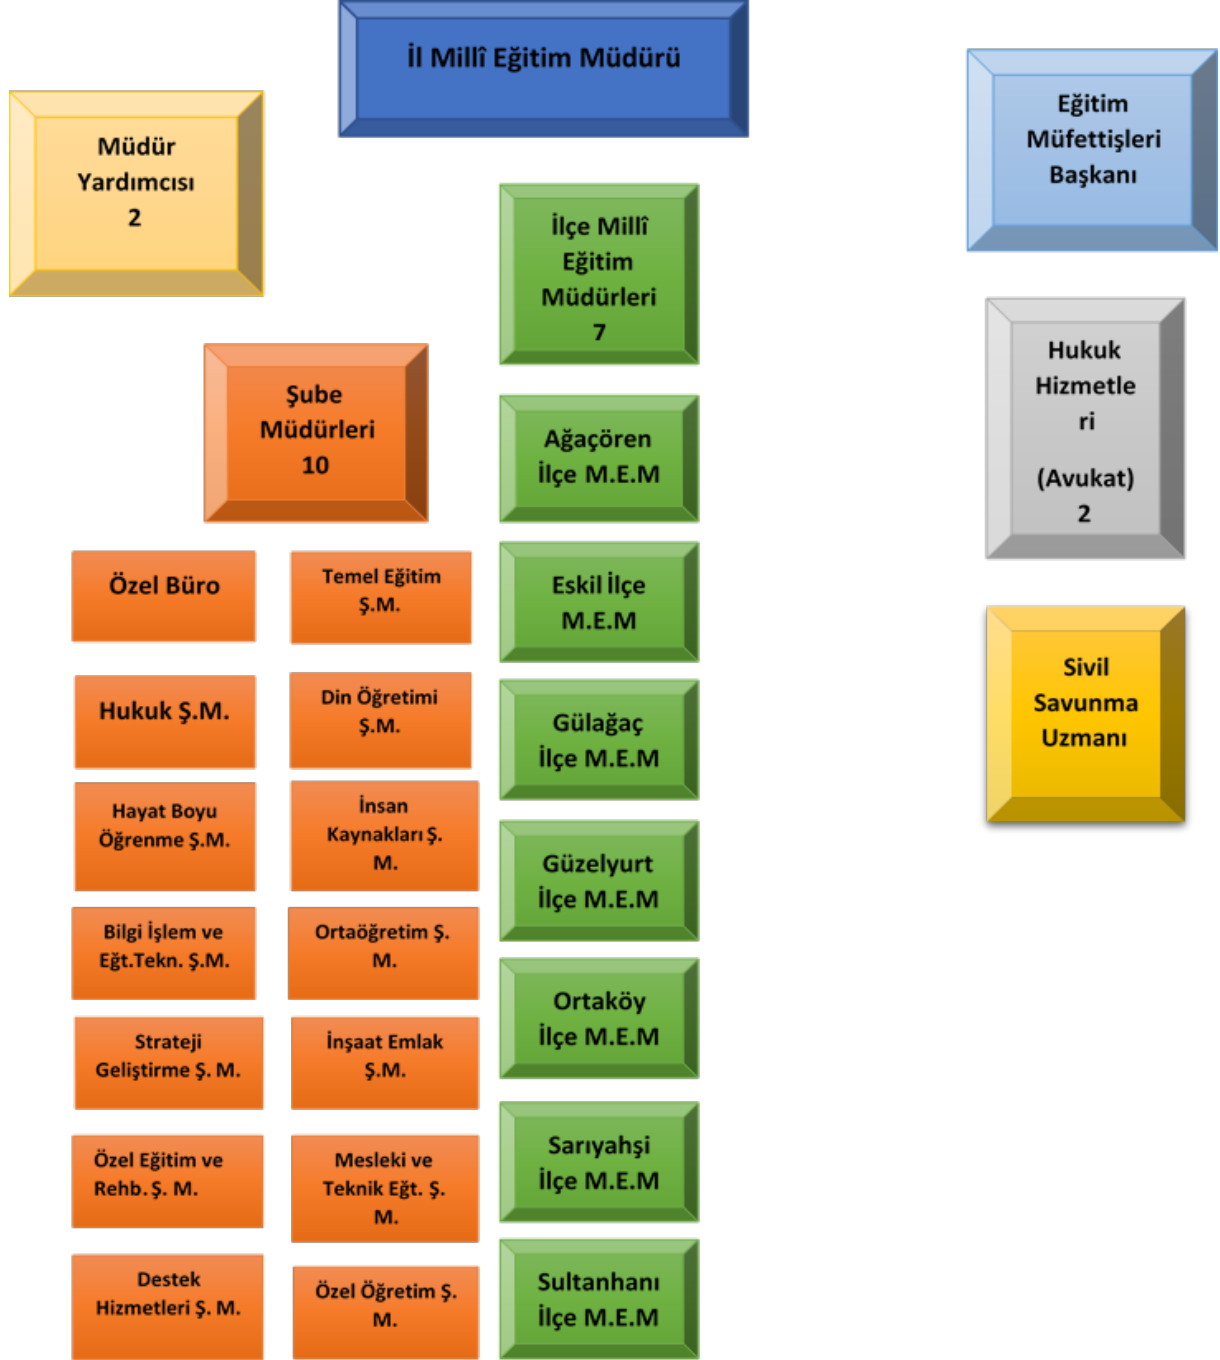 İl Millî Eğitim Müdürü
Müdür
Yardımcısı
2
Eğitim
Müfettişleri
Başkanı
İlçe Millî
Eğitim
Müdürleri
7
Hukuk
Hizmetle
ri
(Avukat)
2
Şube
Müdürleri
10
Ağaçören
İlçe M.E.M
Özel Büro
Temel Eğitim
Ş.M.
Eskil İlçe
M.E.M
Sivil
Savunma
Uzmanı
Hukuk Ş.M.
Din Öğretimi
Ş.M.
Gülağaç
İlçe M.E.M
Hayat Boyu
Öğrenme Ş.M.
İnsan
Kaynakları Ş.
M.
Güzelyurt
İlçe M.E.M
Bilgi İşlem ve
Eğt.Tekn. Ş.M.
Ortaöğretim Ş.
M.
Ortaköy
İlçe M.E.M
Strateji
Geliştirme Ş. M.
İnşaat Emlak
Ş.M.
Sarıyahşi
İlçe M.E.M
Özel Eğitim ve
Rehb. Ş. M.
Mesleki ve
Teknik Eğt. Ş.
M.
Sultanhanı
İlçe M.E.M
Destek
Hizmetleri Ş. M.
Özel Öğretim Ş.
M.